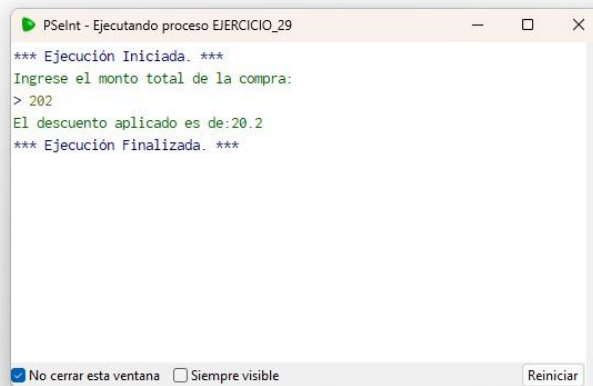 PSeInt - Ejecutando proceso EJERCICIO_29
*** Ejecución Iniciada. ***
Ingrese el monto total de la compra:
> 202
El descuento aplicado es de:20.2
*** Ejecución Finalizada. ***
No cerrar esta ventana Siempre visible Reiniciar